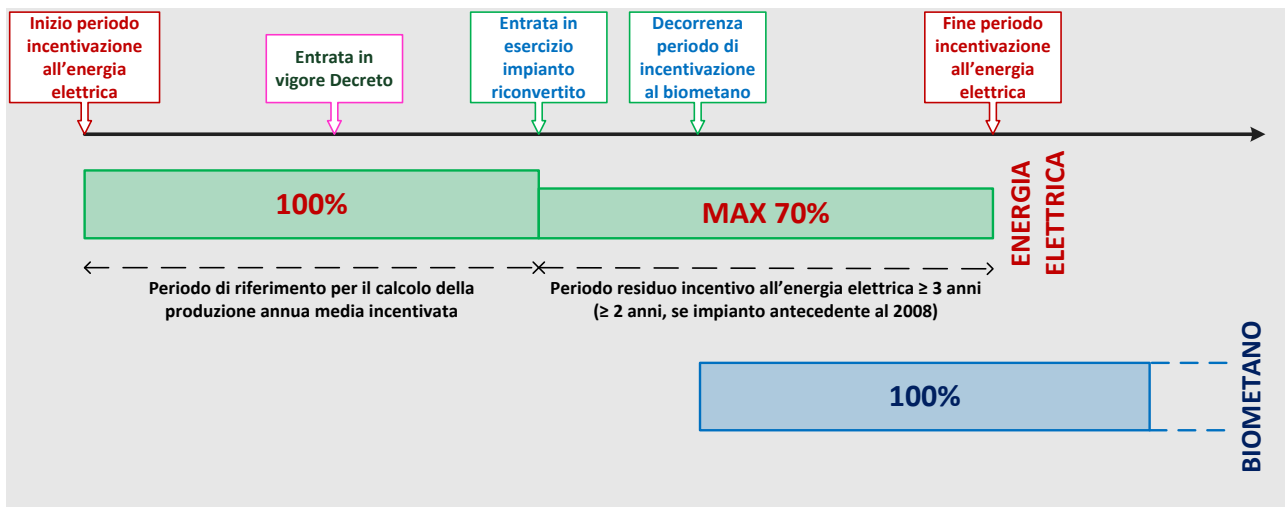 Inizio periodo
incentivazione
all'energia
elettrica
Entrata in
vigore Decreto
Entrata in
esercizio
impianto
riconvertito
Decorrenza
periodo di
incentivazione
al biometano
Fine periodo
incentivazione
all'energia
elettrica
100%
MAX 70%
ENERGIA
ELETTRICA
Periodo di riferimento per il calcolo della
produzione annua media incentivata
Periodo residuo incentivo all'energia elettrica ≥ 3 anni
(≥ 2 anni, se impianto antecedente al 2008)
100%
BIOMETANO